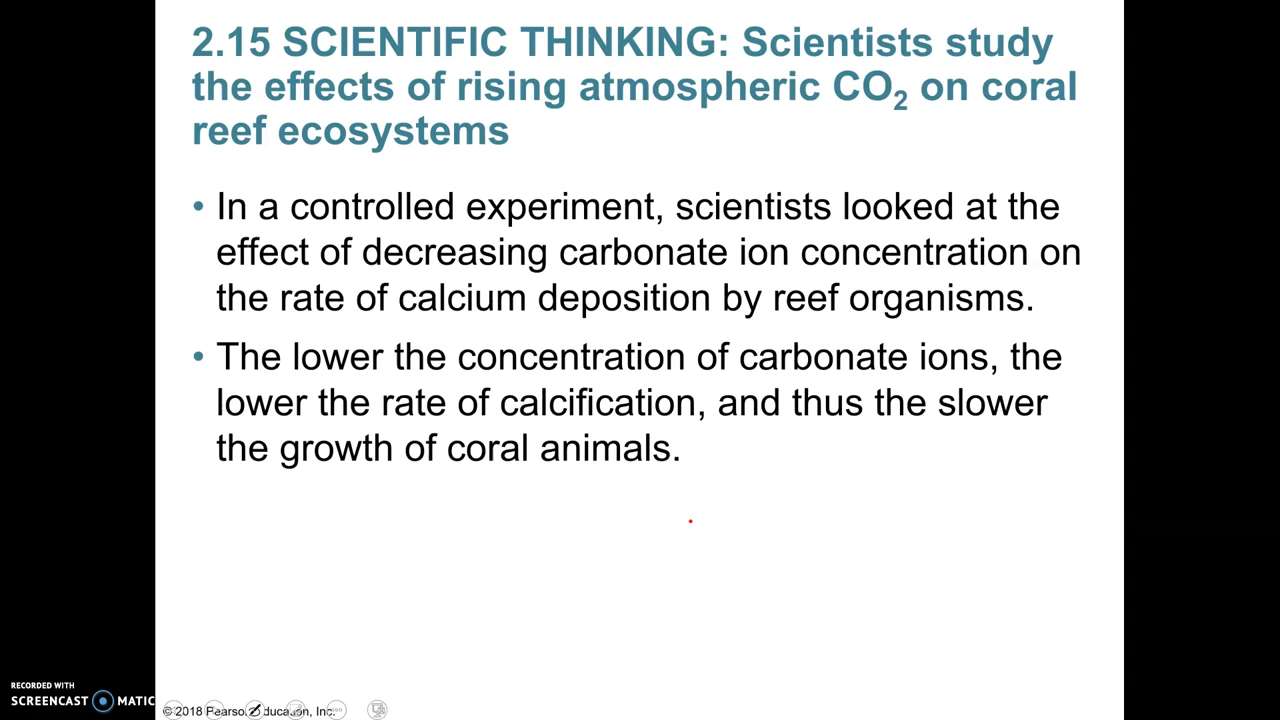 2.15 SCIENTIFIC THINKING: Scientists study
the effects of rising atmospheric CO₂ on coral
reef ecosystems
• In a controlled experiment, scientists looked at the
effect of decreasing carbonate ion concentration on
the rate of calcium deposition by reef organisms.
• The lower the concentration of carbonate ions, the
lower the rate of calcification, and thus the slower
the growth of coral animals.
RECORDED WITH
SCREENCAST MATIC
© 2018 Pearson Education, Inc.